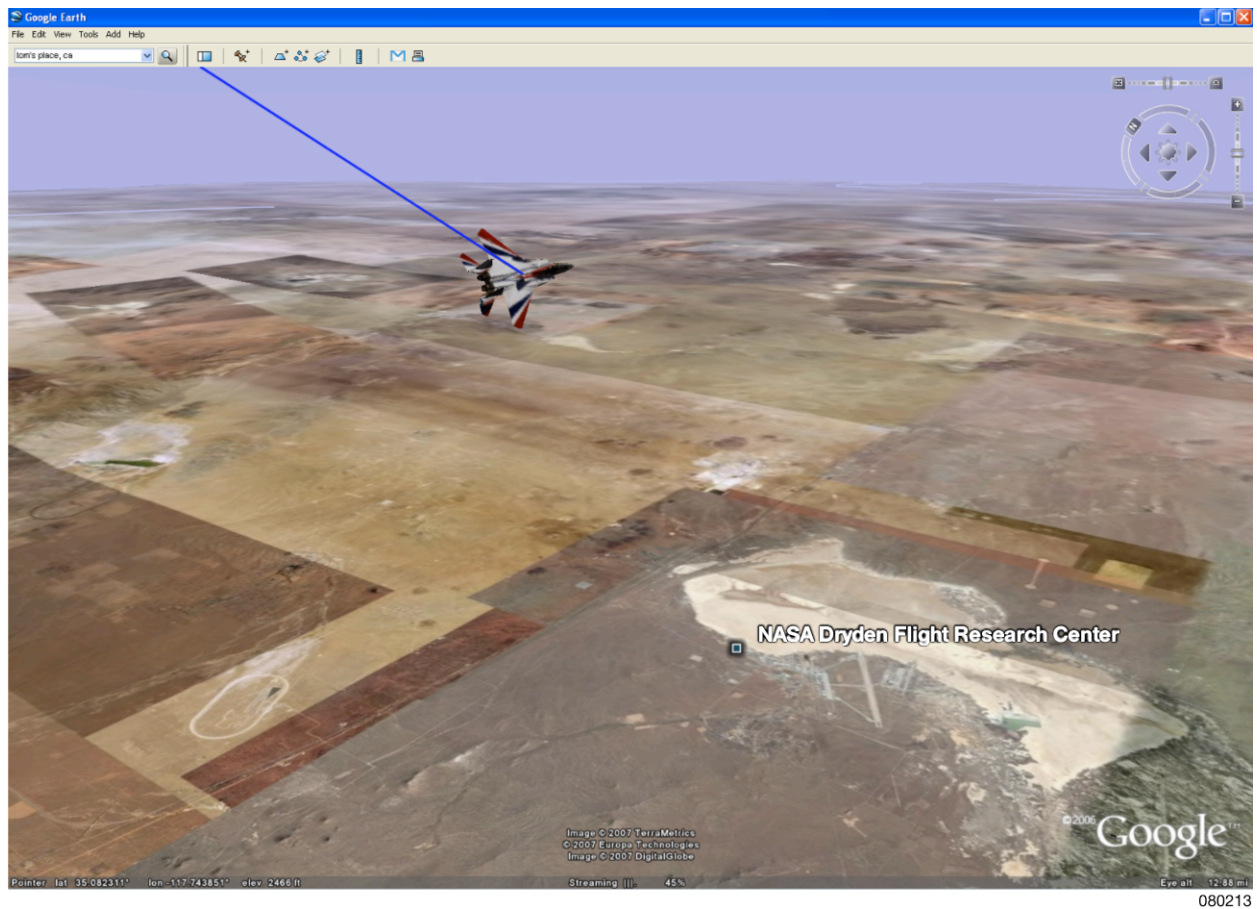 Google Earth
File Edit View Tools Add Help
tom's place, ca
N
NASA Dryden Flight Research Center
©2006 Google™
Image © 2007 TerraMetrics
© 2007 Europa Technologies
Image © 2007 DigitalGlobe
Pointer lat 35.082311° lon -117.743851° elev 2466 ft Streaming |||. 45% Eye alt 12.88 mi
080213